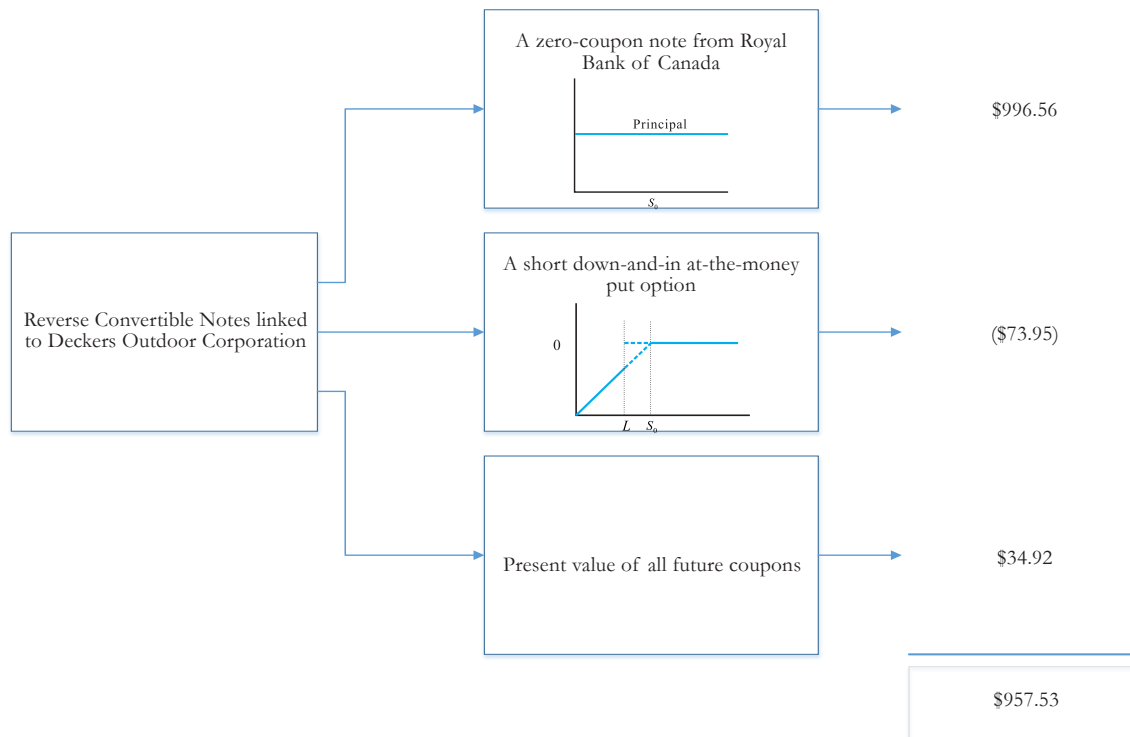 A zero-coupon note from Royal
Bank of Canada
Principal
S₀
$996.56
Reverse Convertible Notes linked
to Deckers Outdoor Corporation
A short down-and-in at-the-money
put option
0
L S₀
($73.95)
Present value of all future coupons
$34.92
$957.53